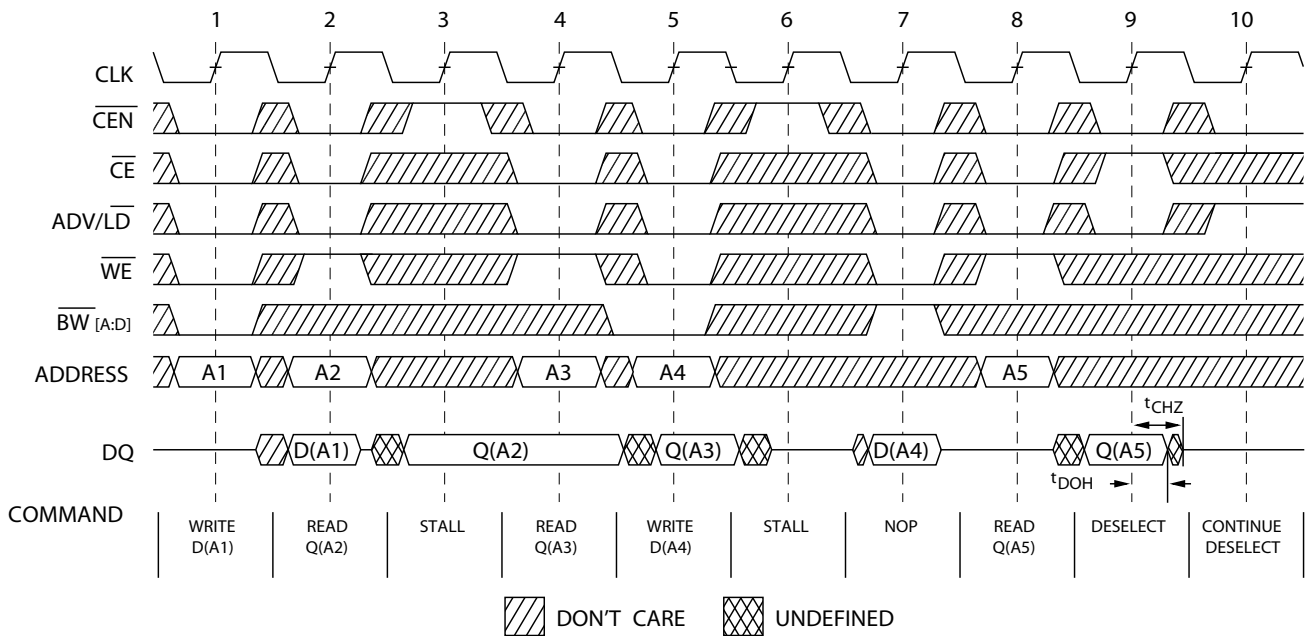 1 2 3 4 5 6 7 8 9 10
CLK
CEN
CE
ADV/LD
WE
BW [A:D]
ADDRESS A1 A2 A3 A4 A5
tCHZ
DQ D(A1) Q(A2) Q(A3) D(A4) Q(A5)
tDOH
COMMAND
WRITE READ STALL READ WRITE STALL NOP READ DESELECT CONTINUE
D(A1) Q(A2) Q(A3) D(A4) Q(A5) DESELECT
DON'T CARE UNDEFINED